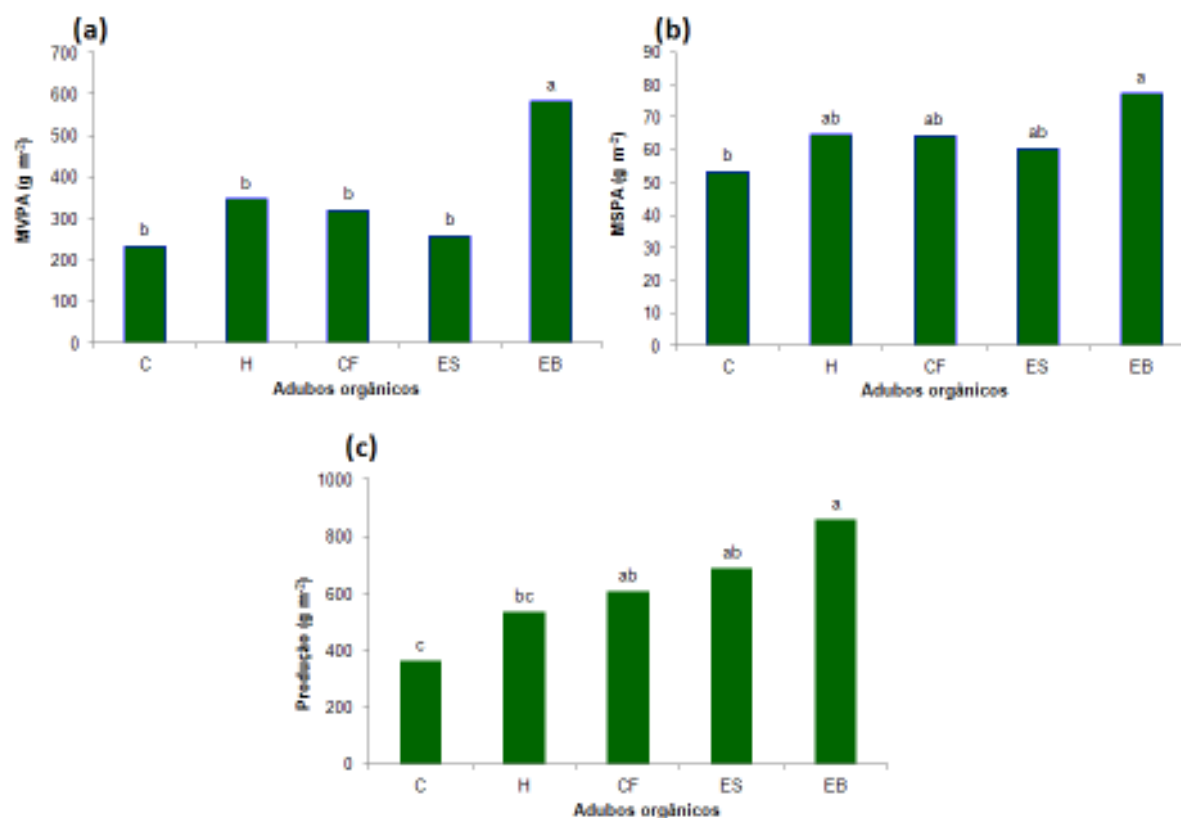 (a)
700
600
500
400
300
200
100
0
MVPA (g m⁻²)
b
b
b
b
a
C H CF ES EB
Adubos orgânicos
(b)
90
80
70
60
50
40
30
20
10
0
MSPA (g m⁻²)
b
ab
ab
ab
a
C H CF ES EB
Adubos orgânicos
(c)
1000
800
600
400
200
0
Produção (g m⁻²)
c
bc
ab
ab
a
C H CF ES EB
Adubos orgânicos